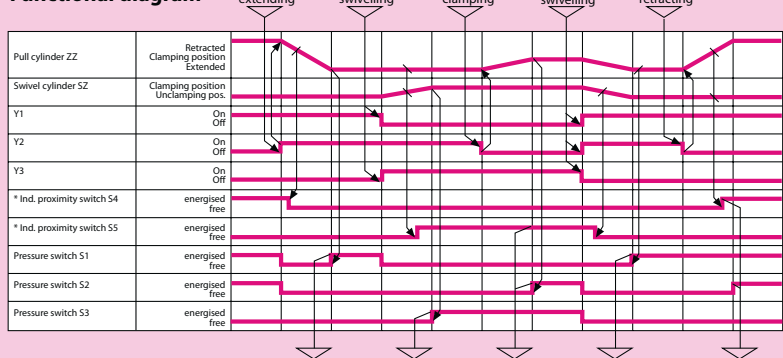 Functional diagram
extending swivelling clamping swivelling retracting
Pull cylinder ZZ
Retracted
Clamping position
Extended
Swivel cylinder SZ
Clamping position
Unclamping pos.
Y1
On
Off
Y2
On
Off
Y3
On
Off
* Ind. proximity switch S4
energised
free
* Ind. proximity switch S5
energised
free
Pressure switch S1
energised
free
Pressure switch S2
energised
free
Pressure switch S3
energised
free